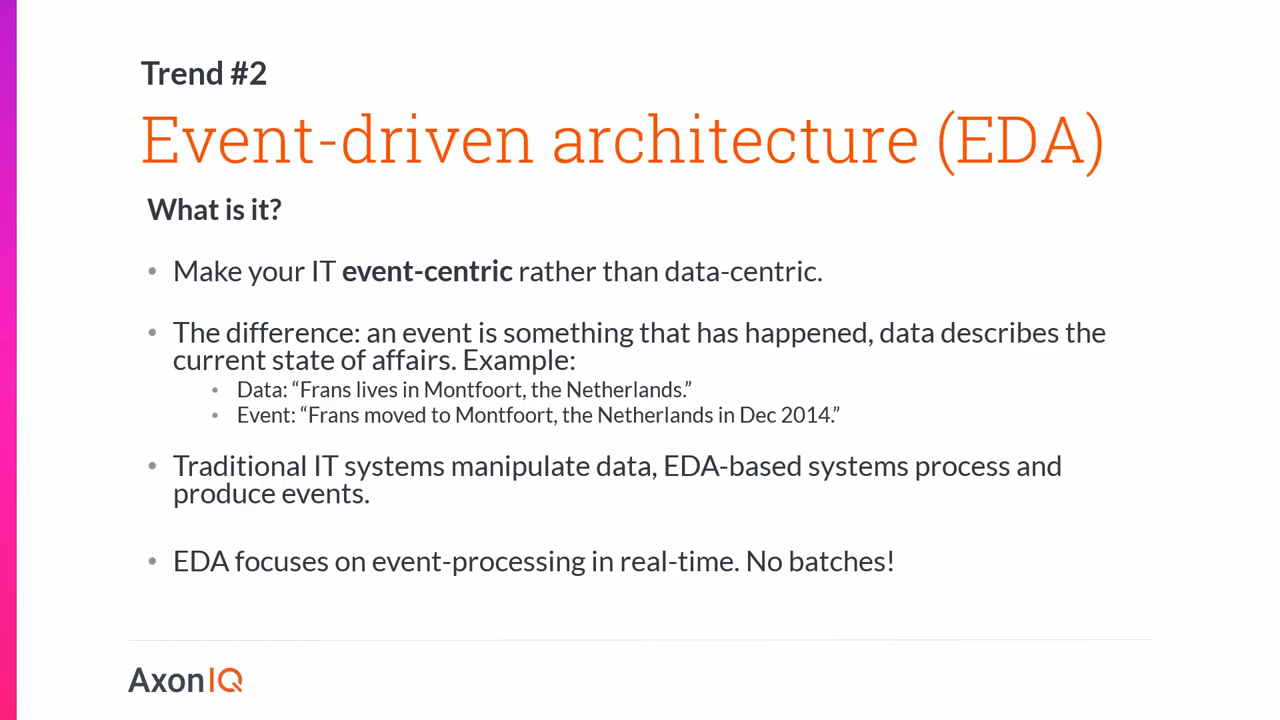 Trend #2
Event-driven architecture (EDA)
What is it?
• Make your IT event-centric rather than data-centric.
• The difference: an event is something that has happened, data describes the
current state of affairs. Example:
• Data: “Frans lives in Montfoort, the Netherlands.”
• Event: “Frans moved to Montfoort, the Netherlands in Dec 2014.”
• Traditional IT systems manipulate data, EDA-based systems process and
produce events.
• EDA focuses on event-processing in real-time. No batches!
AxonIQ